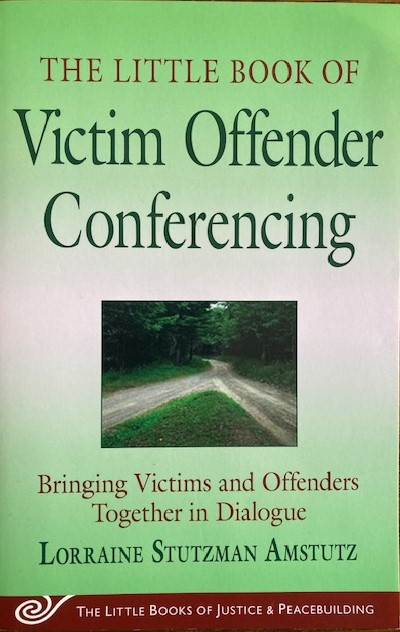 THE LITTLE BOOK OF
Victim Offender
Conferencing
Bringing Victims and Offenders
Together in Dialogue
LORRAINE STUTZMAN AMSTUTZ
THE LITTLE BOOKS OF JUSTICE & PEACEBUILDING